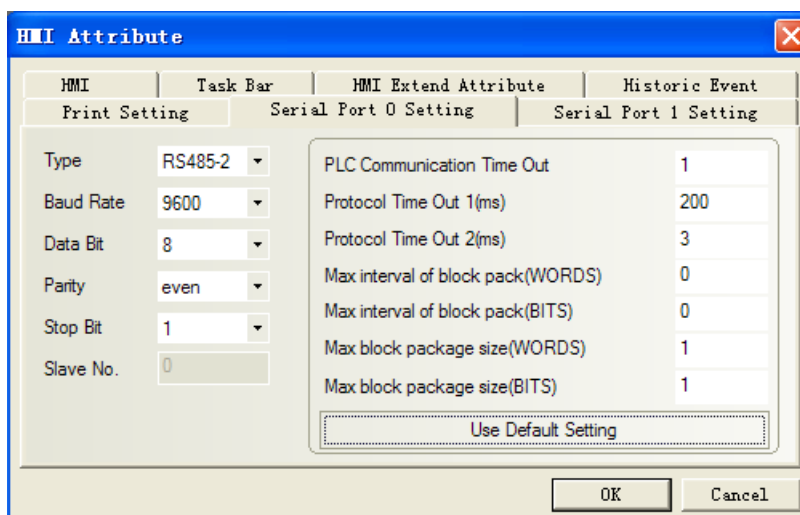 HMI Attribute
HMI Task Bar HMI Extend Attribute Historic Event
Print Setting Serial Port 0 Setting Serial Port 1 Setting
Type RS485-2
Baud Rate 9600
Data Bit 8
Parity even
Stop Bit 1
Slave No. 0
PLC Communication Time Out 1
Protocol Time Out 1(ms) 200
Protocol Time Out 2(ms) 3
Max interval of block pack(WORDS) 0
Max interval of block pack(BITS) 0
Max block package size(WORDS) 1
Max block package size(BITS) 1
Use Default Setting
OK Cancel